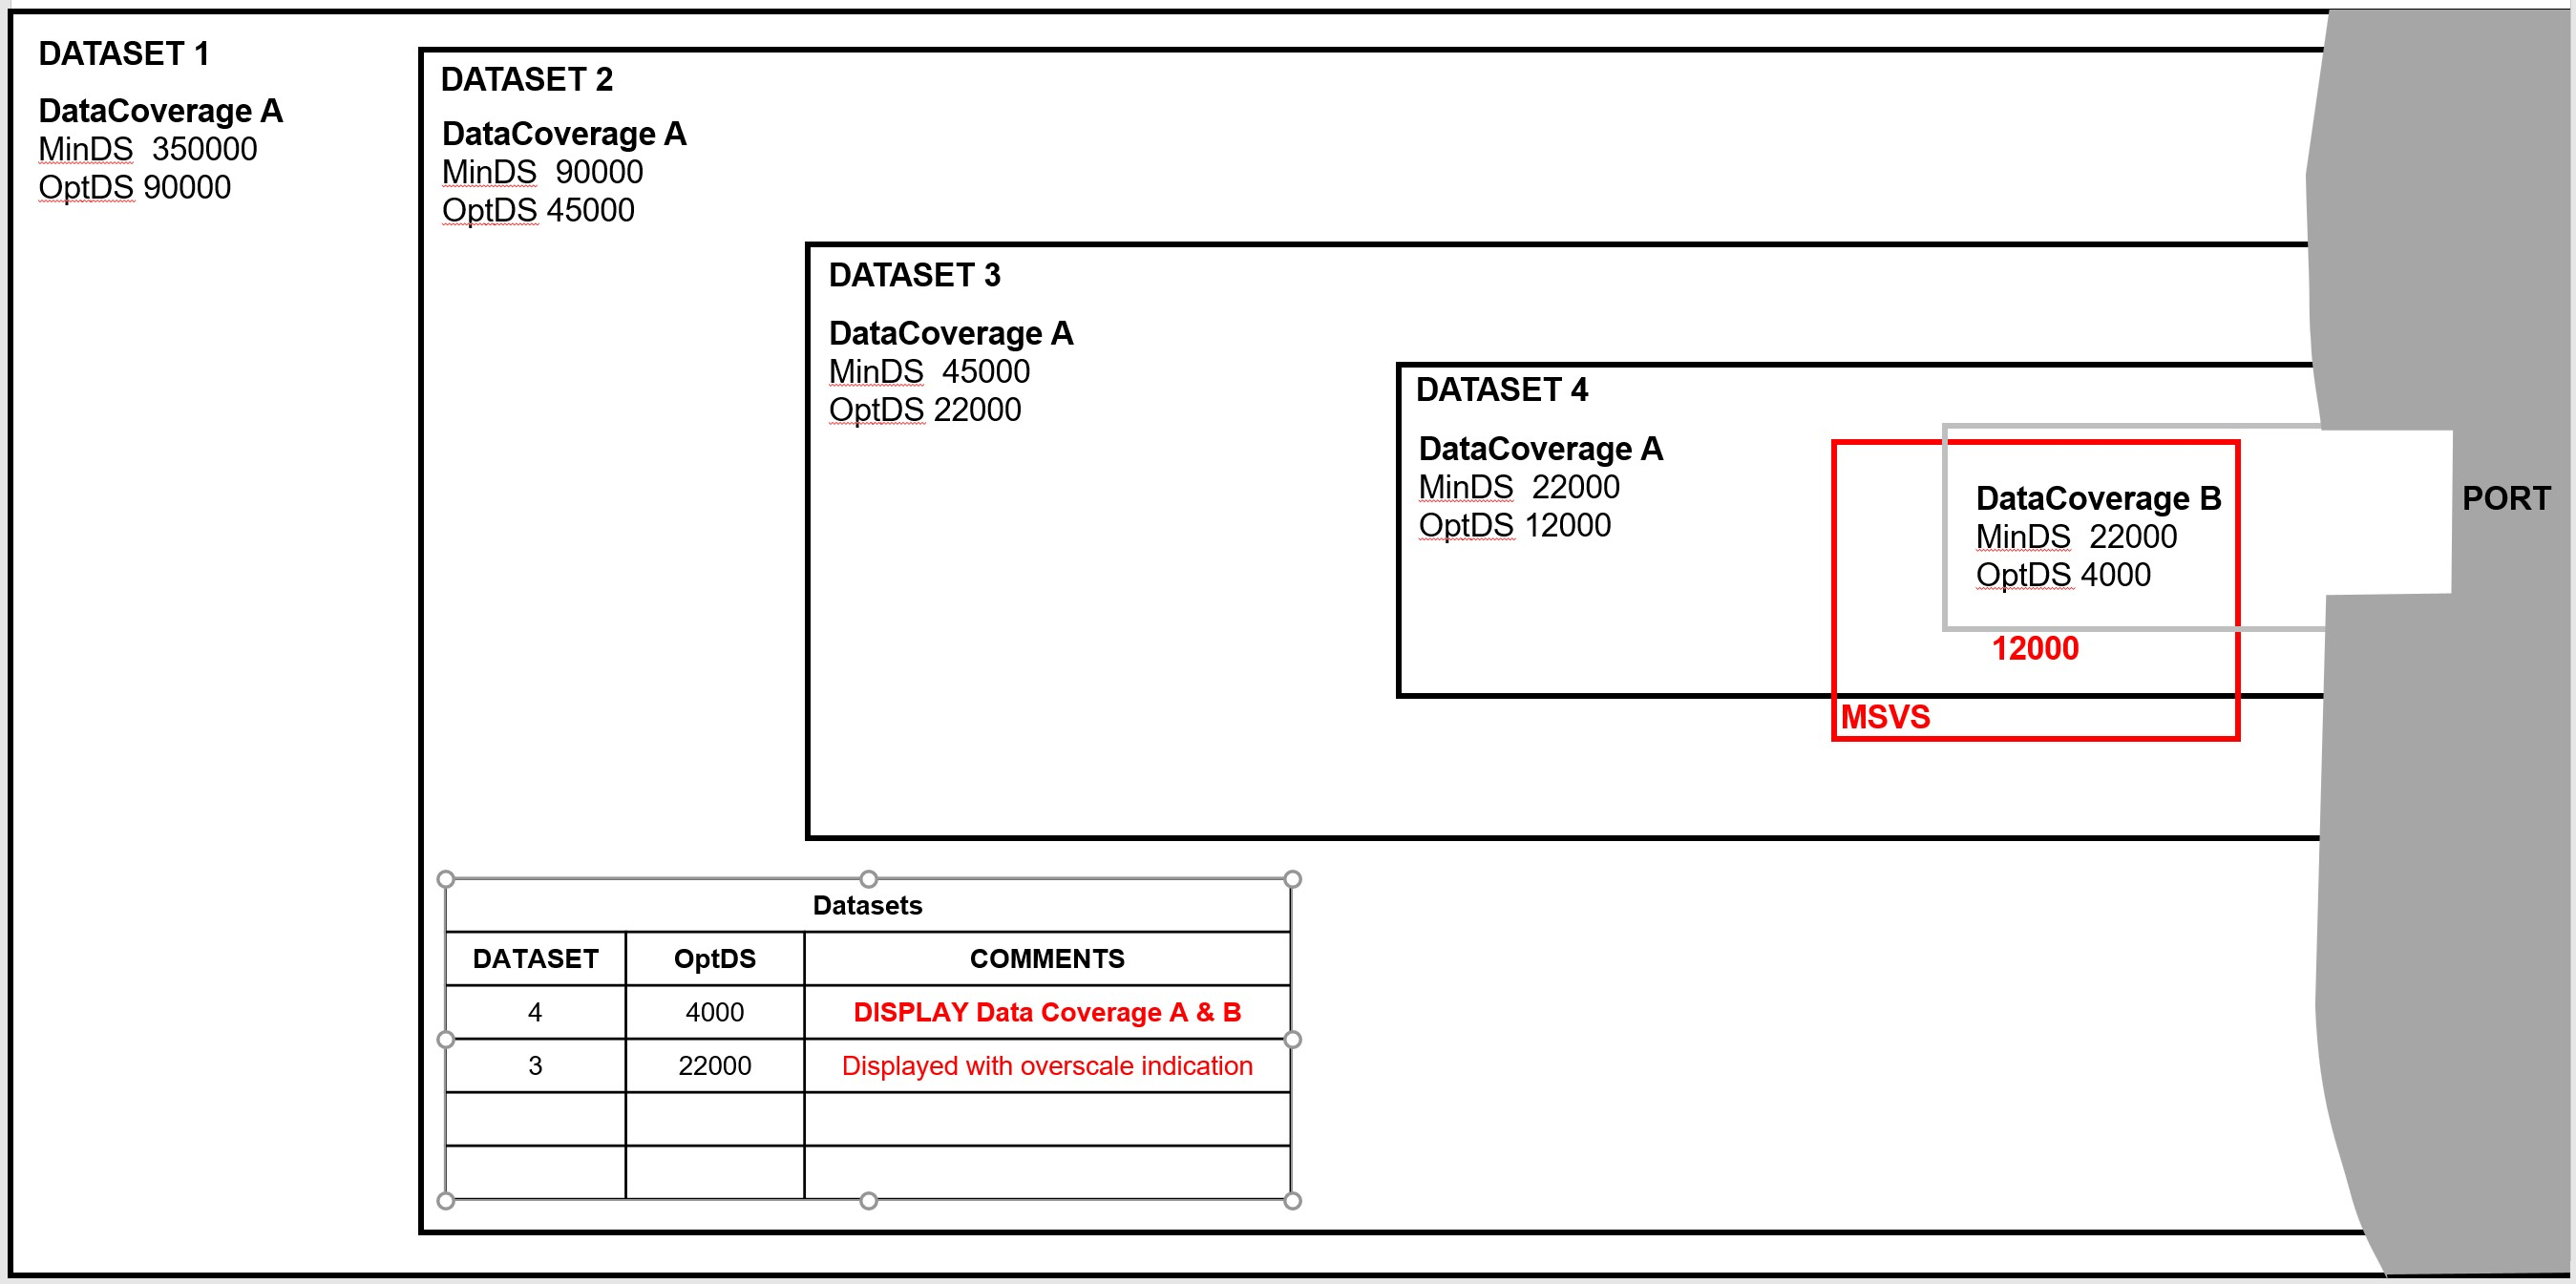 DATASET 1
DataCoverage A
MinDS 350000
OptDS 90000
DATASET 2
DataCoverage A
MinDS 90000
OptDS 45000
DATASET 3
DataCoverage A
MinDS 45000
OptDS 22000
DATASET 4
DataCoverage A
MinDS 22000
OptDS 12000
DataCoverage B
MinDS 22000
OptDS 4000
12000
MSVS
PORT
Datasets
DATASET OptDS COMMENTS
4 4000 DISPLAY Data Coverage A & B
3 22000 Displayed with overscale indication